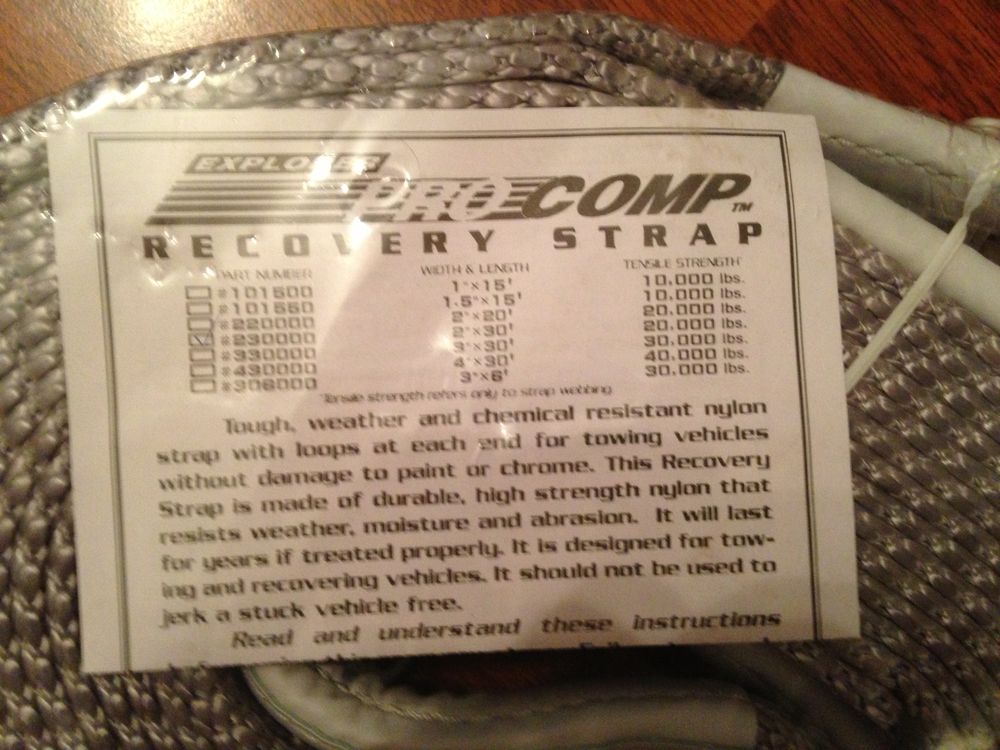 EXPLORER
PRO COMP TM
RECOVERY STRAP
PART NUMBER WIDTH & LENGTH TENSILE STRENGTH*
#101500 1"x15' 10,000 lbs.
#101550 1.5"x15' 10,000 lbs.
#220000 2"x20' 20,000 lbs.
#230000 2"x30' 20,000 lbs.
#330000 3"x30' 30,000 lbs.
#430000 4"x30' 40,000 lbs.
#306000 3"x6' 30,000 lbs.
*Tensile strength refers only to strap webbing
Tough, weather and chemical resistant nylon
strap with loops at each end for towing vehicles
without damage to paint or chrome. This Recovery
Strap is made of durable, high strength nylon that
resists weather, moisture and abrasion. It will last
for years if treated properly. It is designed for tow-
ing and recovering vehicles. It should not be used to
jerk a stuck vehicle free.
Read and understand these instructions